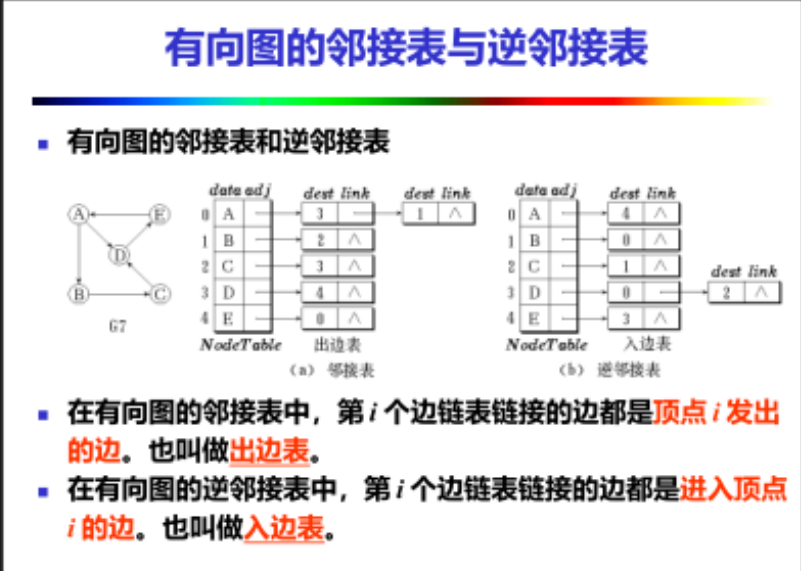 有向图的邻接表与逆邻接表
有向图的邻接表和逆邻接表
data adj dest link dest link data adj dest link
0 A 3 1 ∧ 0 A 4 ∧
1 B 2 ∧ 1 B 0 ∧
2 C 3 ∧ 2 C 1 ∧ dest link
3 D 4 ∧ 3 D 0 2 ∧
4 E 0 ∧ 4 E 3 ∧
A E
D
B C
G7
NodeTable 出边表 NodeTable 入边表
(a) 邻接表 (b) 逆邻接表
在有向图的邻接表中，第 i 个边链表链接的边都是顶点 i 发出
的边。也叫做出边表。
在有向图的逆邻接表中，第 i 个边链表链接的边都是进入顶点
i 的边。也叫做入边表。